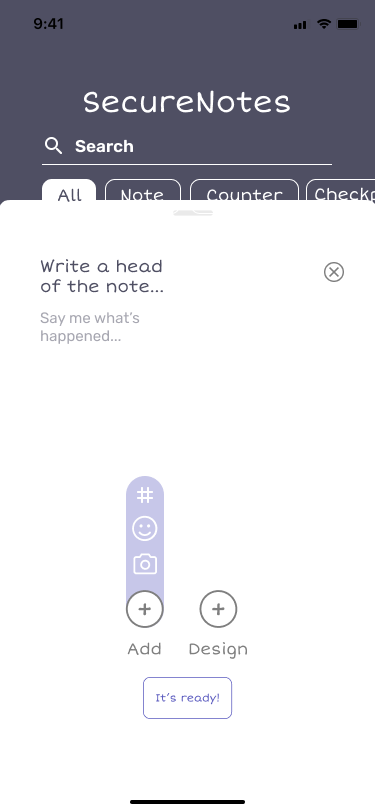 9:41
SecureNotes
Search
All
Note
Counter
Write a head
of the note...
Say me what's
happened...
#
Add
Design
It's ready!